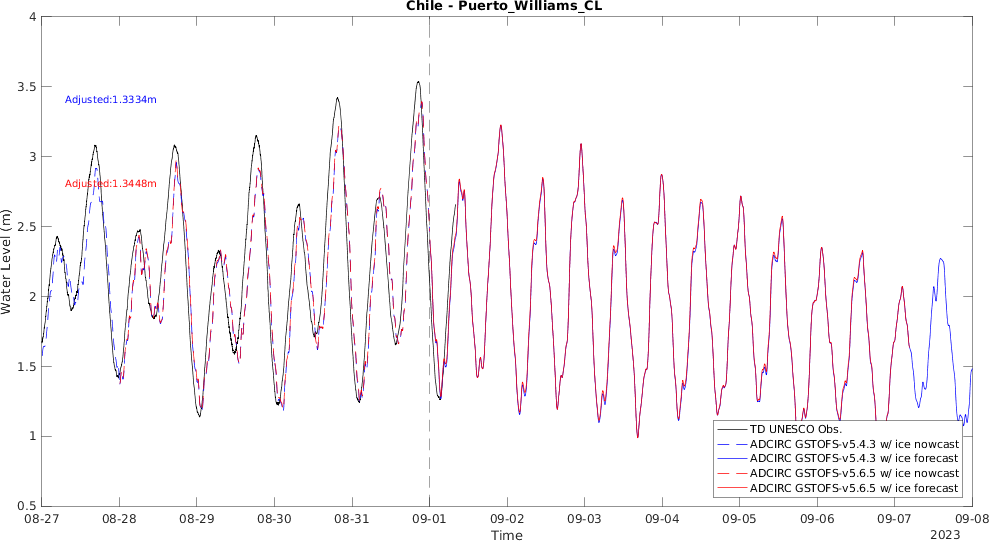 Chile - Puerto_Williams_CL
4
3.5
3
2.5
2
1.5
1
0.5
Water Level (m)
Adjusted:1.3334m
Adjusted:1.3448m
TD UNESCO Obs.
ADCIRC GSTOFS-v5.4.3 w/ ice nowcast
ADCIRC GSTOFS-v5.4.3 w/ ice forecast
ADCIRC GSTOFS-v5.6.5 w/ ice nowcast
ADCIRC GSTOFS-v5.6.5 w/ ice forecast
08-27 08-28 08-29 08-30 08-31 09-01 09-02 09-03 09-04 09-05 09-06 09-07 09-08
Time
2023